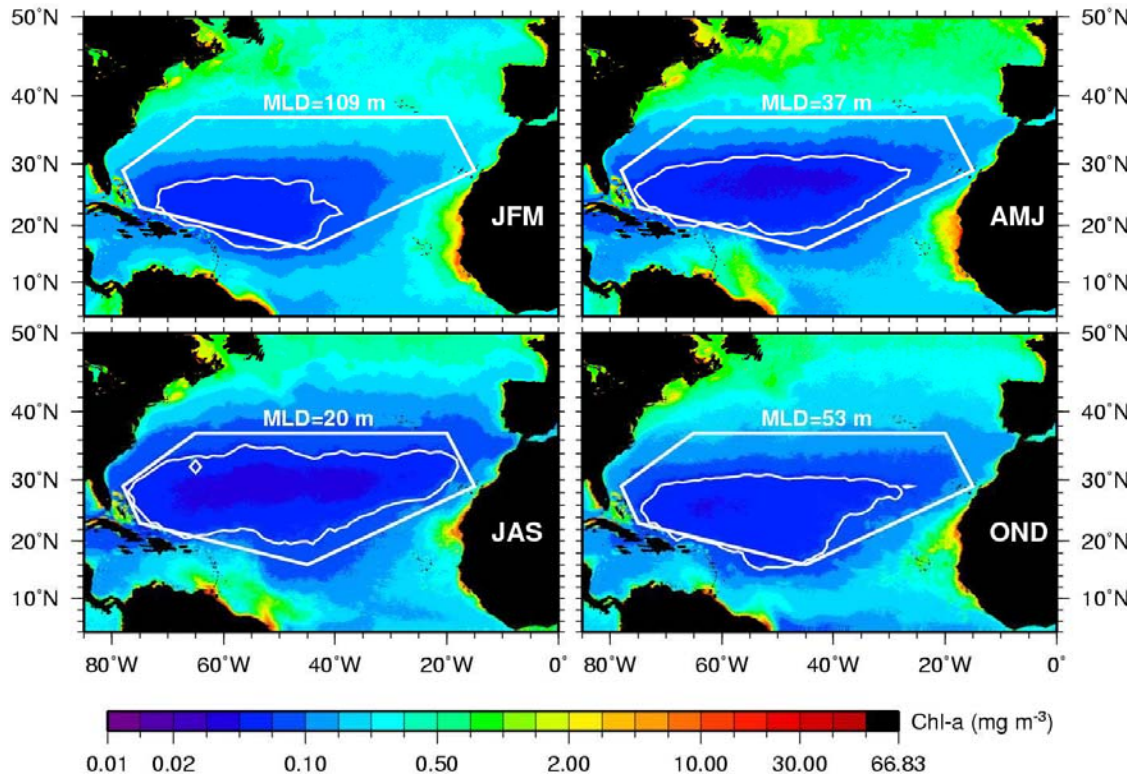 50˚N 50˚N
MLD=109 m MLD=37 m
40˚N 40˚N
30˚N 30˚N
20˚N JFM AMJ 20˚N
10˚N 10˚N
50˚N 50˚N
MLD=20 m MLD=53 m
40˚N 40˚N
30˚N 30˚N
20˚N JAS OND 20˚N
10˚N 10˚N
80˚W 60˚W 40˚W 20˚W 0˚ 80˚W 60˚W 40˚W 20˚W 0˚
Chl-a (mg m⁻³)
0.01 0.02 0.10 0.50 2.00 10.00 30.00 66.83